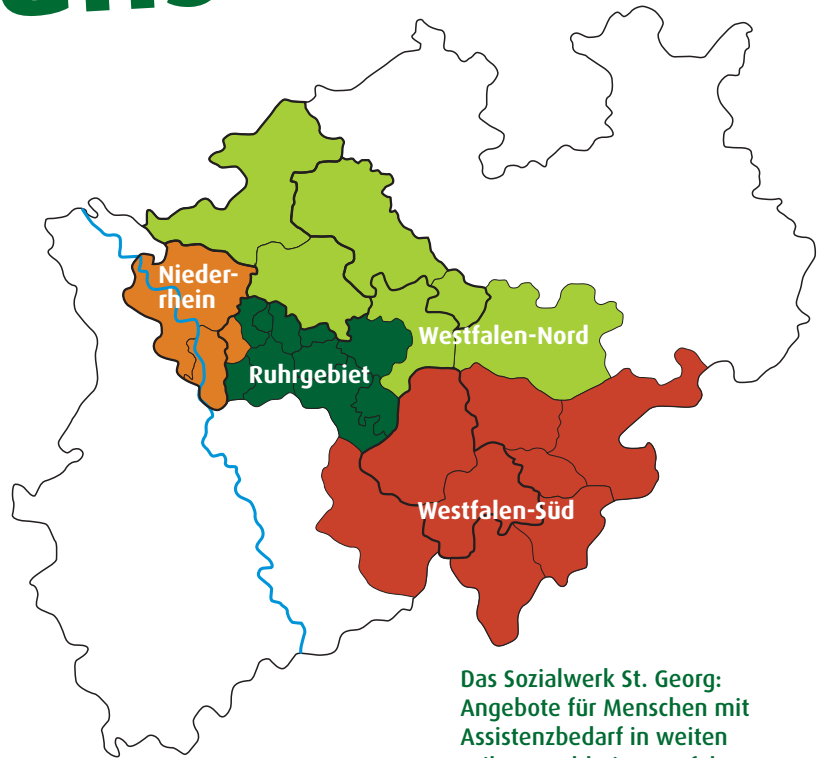 Nieder-
rhein
Westfalen-Nord
Ruhrgebiet
Westfalen-Süd
Das Sozialwerk St. Georg:
Angebote für Menschen mit
Assistenzbedarf in weiten